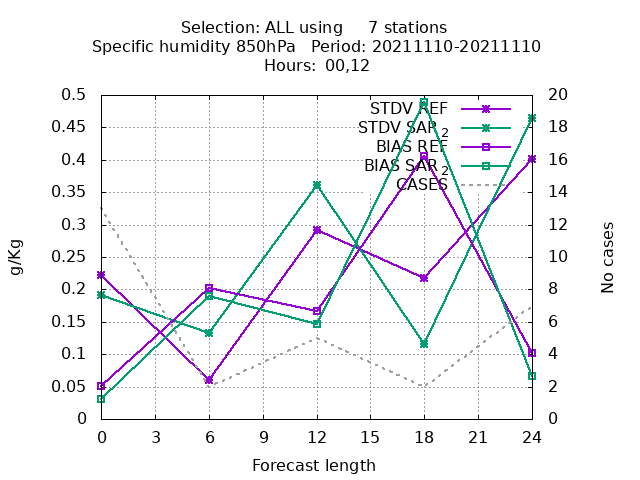 Selection: ALL using 7 stations
Specific humidity 850hPa Period: 20211110-20211110
Hours: 00,12
0.5 20
STDV REF
0.45 18
STDV SAR_2
BIAS REF
0.4 16
BIAS SAR_2
CASES
0.35 14
0.3 12
g/Kg
0.25 10
No cases
0.2 8
0.15 6
0.1 4
0.05 2
0 0
0 3 6 9 12 15 18 21 24
Forecast length